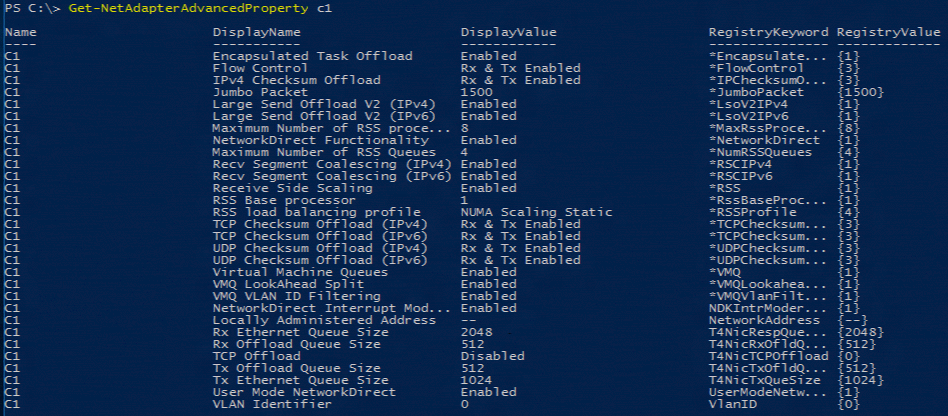 PS C:\> Get-NetAdapterAdvancedProperty c1
Name DisplayName DisplayValue RegistryKeyword RegistryValue
---- ----------- ------------ --------------- -------------
C1 Encapsulated Task Offload Enabled *Encapsulate... {1}
C1 Flow Control Rx & Tx Enabled *FlowControl {3}
C1 IPv4 Checksum Offload Rx & Tx Enabled *IPChecksumO... {3}
C1 Jumbo Packet 1500 *JumboPacket {1500}
C1 Large Send Offload V2 (IPv4) Enabled *LsoV2IPv4 {1}
C1 Large Send Offload V2 (IPv6) Enabled *LsoV2IPv6 {1}
C1 Maximum Number of RSS proce... 8 *MaxRssProce... {8}
C1 NetworkDirect Functionality Enabled *NetworkDirect {1}
C1 Maximum Number of RSS Queues 4 *NumRSSQueues {4}
C1 Recv Segment Coalescing (IPv4) Enabled *RSCIPv4 {1}
C1 Recv Segment Coalescing (IPv6) Enabled *RSCIPv6 {1}
C1 Receive Side Scaling Enabled *RSS {1}
C1 RSS Base processor 1 *RssBaseProc... {1}
C1 RSS load balancing profile NUMA Scaling Static *RSSProfile {4}
C1 TCP Checksum Offload (IPv4) Rx & Tx Enabled *TCPChecksum... {3}
C1 TCP Checksum Offload (IPv6) Rx & Tx Enabled *TCPChecksum... {3}
C1 UDP Checksum Offload (IPv4) Rx & Tx Enabled *UDPChecksum... {3}
C1 UDP Checksum Offload (IPv6) Rx & Tx Enabled *UDPChecksum... {3}
C1 Virtual Machine Queues Enabled *VMQ {1}
C1 VMQ LookAhead Split Enabled *VMQLookahea... {1}
C1 VMQ VLAN ID Filtering Enabled *VMQVlanFilt... {1}
C1 NetworkDirect Interrupt Mod... Enabled NDKIntrModer... {1}
C1 Locally Administered Address -- NetworkAddress {--}
C1 Rx Ethernet Queue Size 2048 T4NicRespQue... {2048}
C1 Rx Offload Queue Size 512 T4NicRxOfldQ... {512}
C1 TCP Offload Disabled T4NicTCPOffload {0}
C1 Tx Offload Queue Size 512 T4NicTxOfldQ... {512}
C1 Tx Ethernet Queue Size 1024 T4NicTxQueSize {1024}
C1 User Mode NetworkDirect Enabled UserModeNetw... {1}
C1 VLAN Identifier 0 VlanID {0}